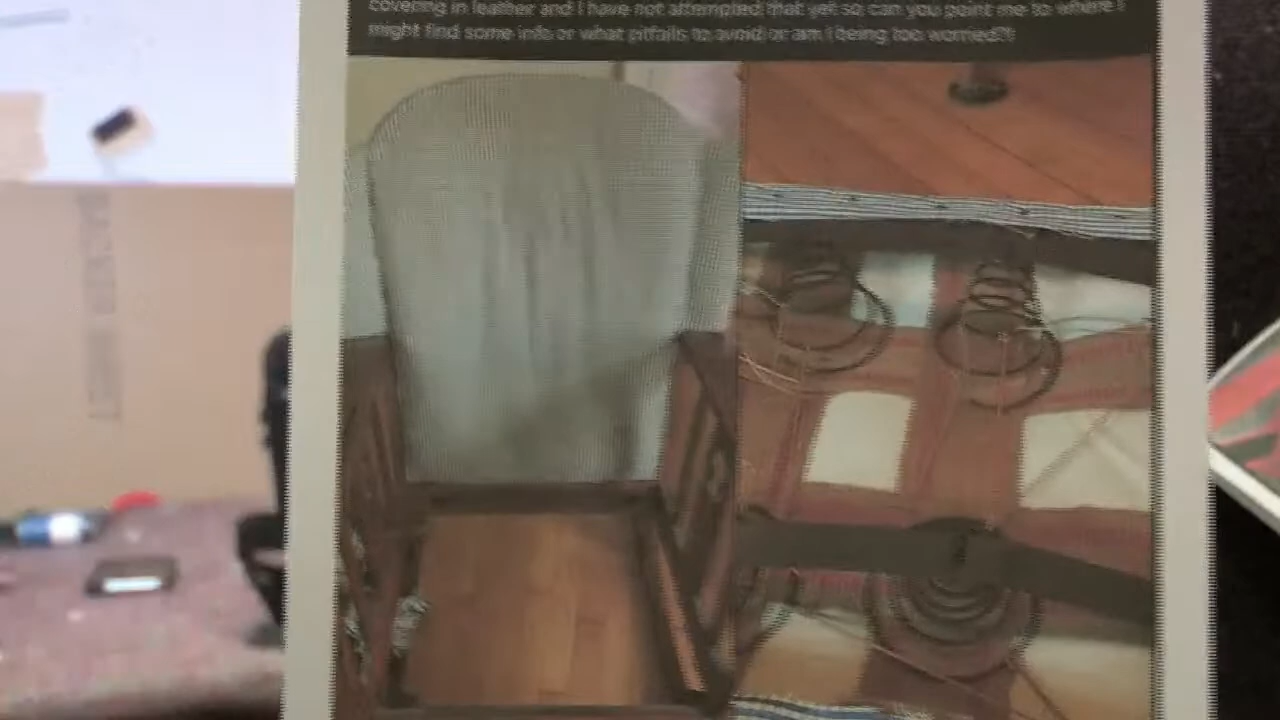 covering in leather and I have not attempted that yet so can you point me to where I
might find some info or what pitfalls to avoid or am I being too worried?!